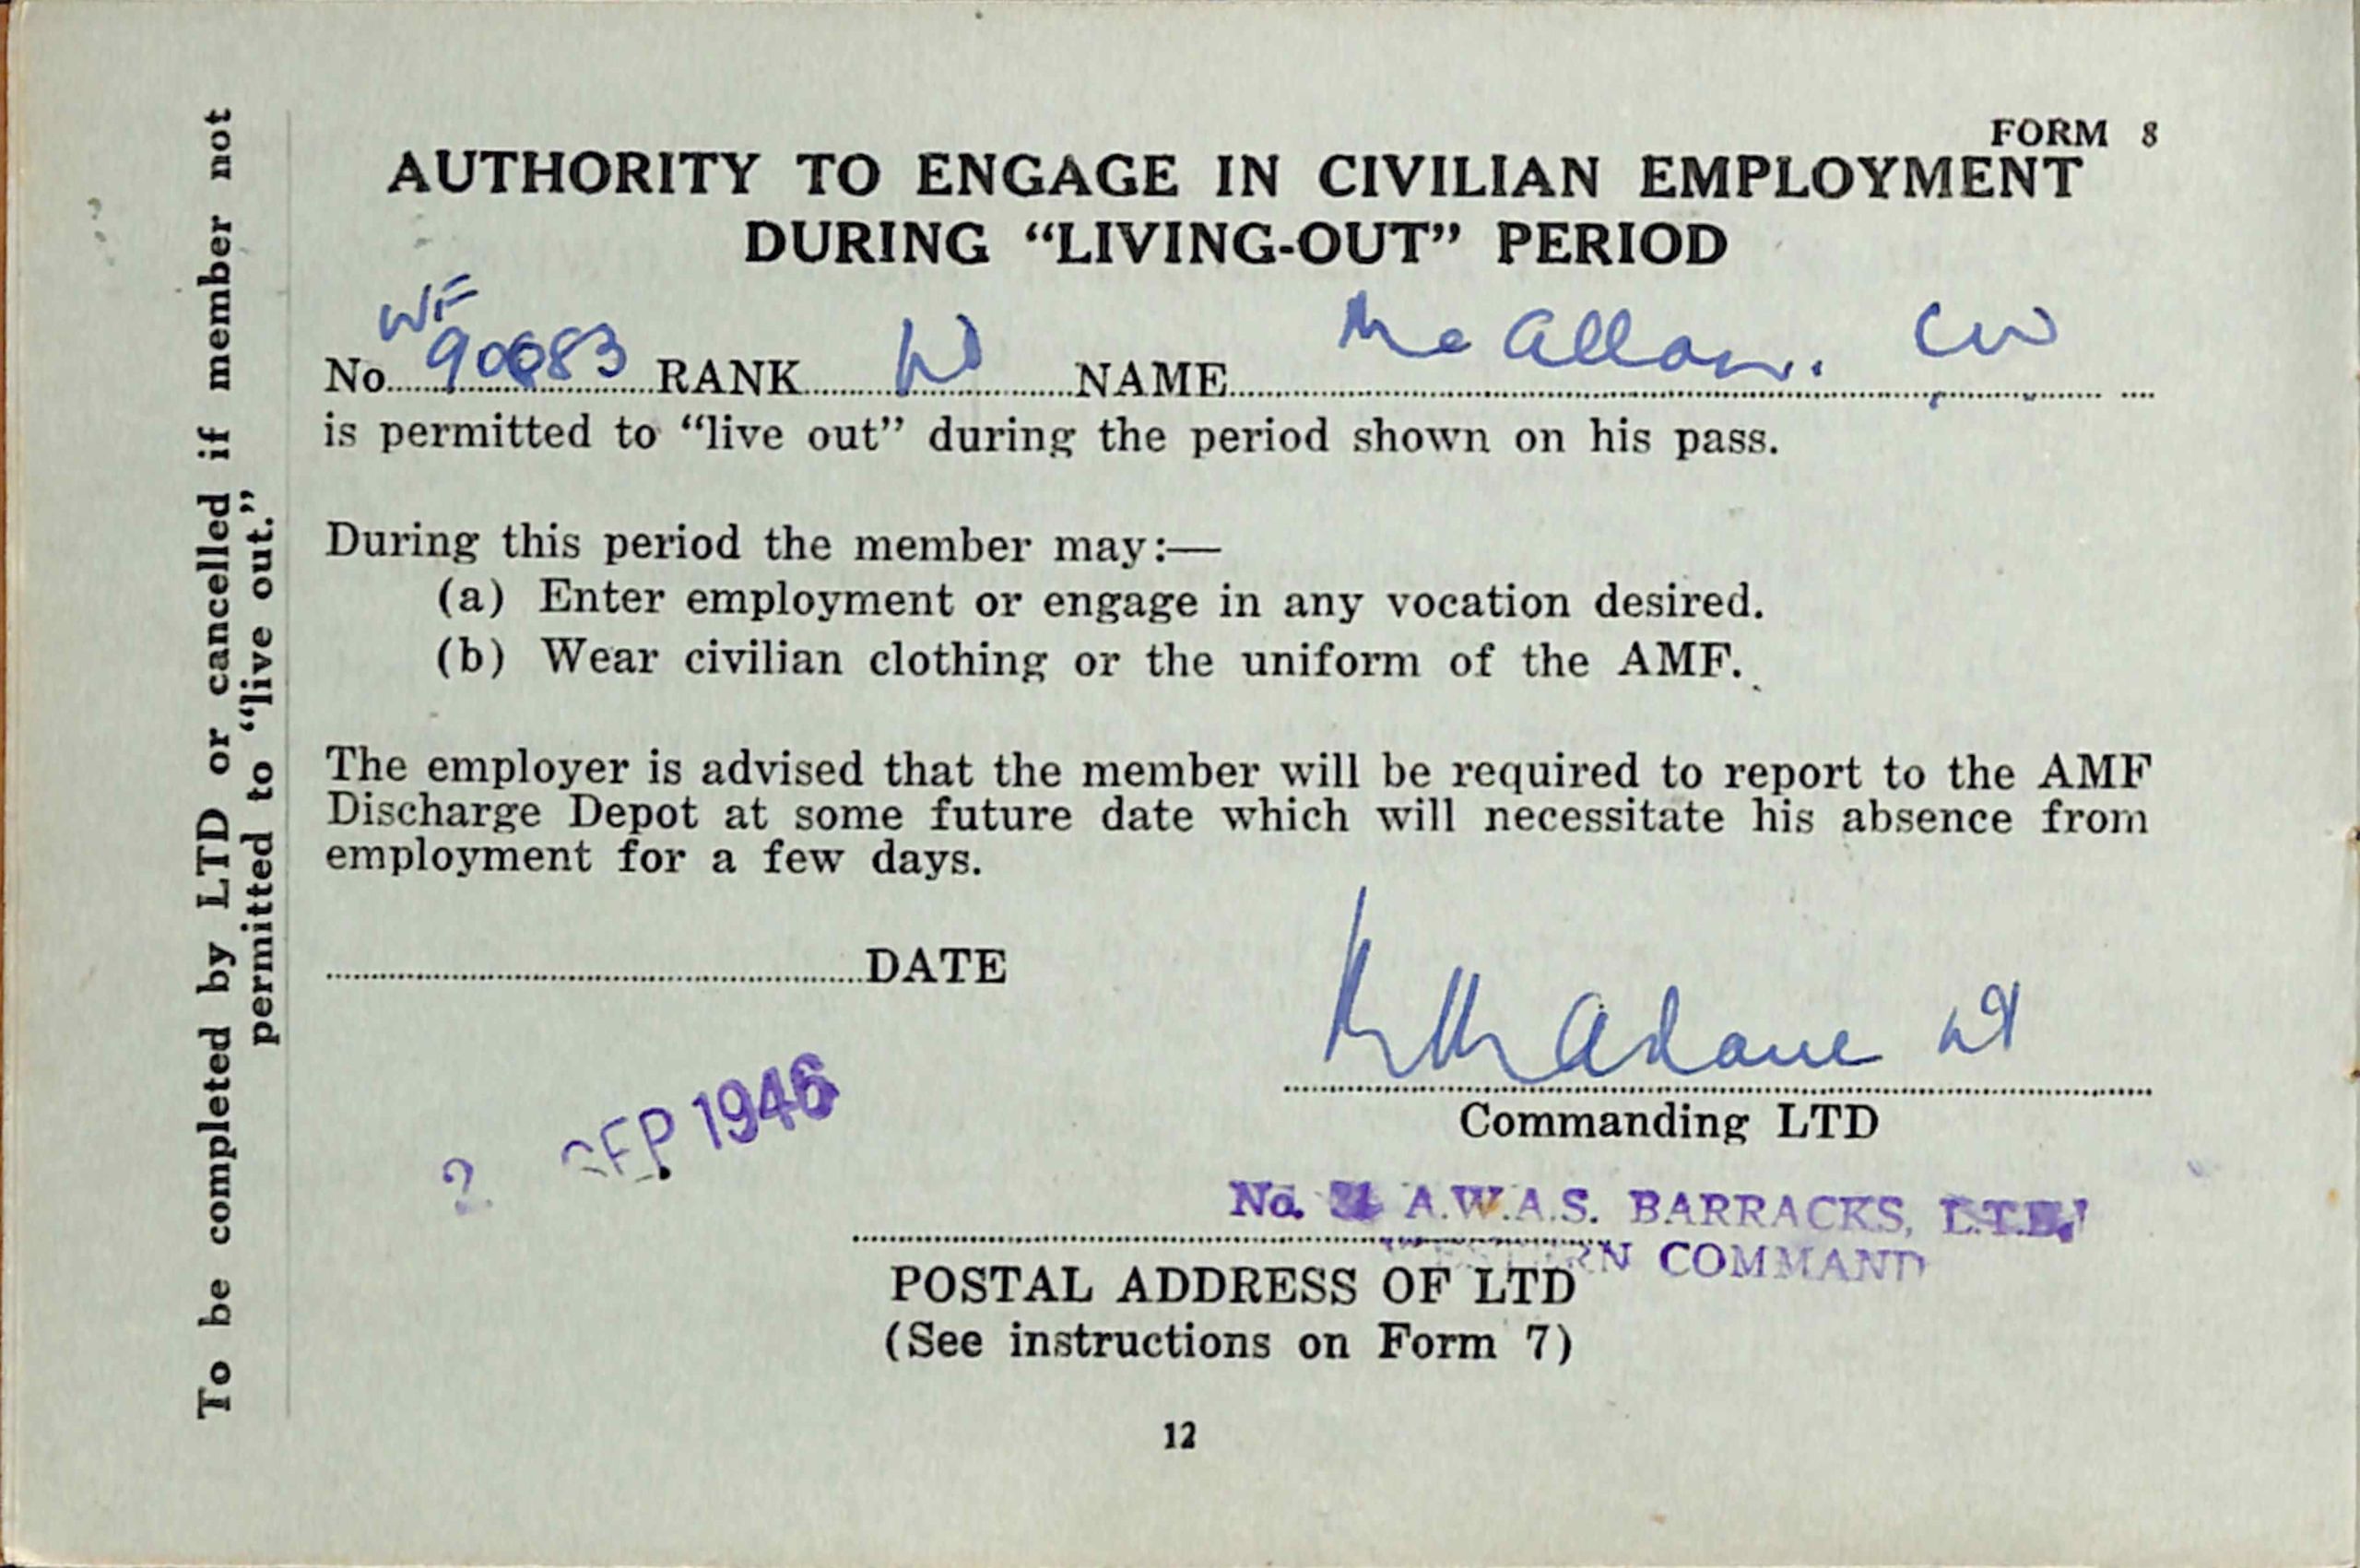 FORM 8
AUTHORITY TO ENGAGE IN CIVILIAN EMPLOYMENT
DURING “LIVING-OUT” PERIOD
WF
No. 90083 RANK W NAME
is permitted to “live out” during the period shown on his pass.
During this period the member may:—
(a) Enter employment or engage in any vocation desired.
(b) Wear civilian clothing or the uniform of the AMF.
The employer is advised that the member will be required to report to the AMF
Discharge Depot at some future date which will necessitate his absence from
employment for a few days.
DATE
SEP 1946
Commanding LTD
No. A.W.A.S. BARRACKS, L.T.D.
WESTERN COMMAND
POSTAL ADDRESS OF LTD
(See instructions on Form 7)
12
To be completed by LTD or cancelled if member not
permitted to “live out.”